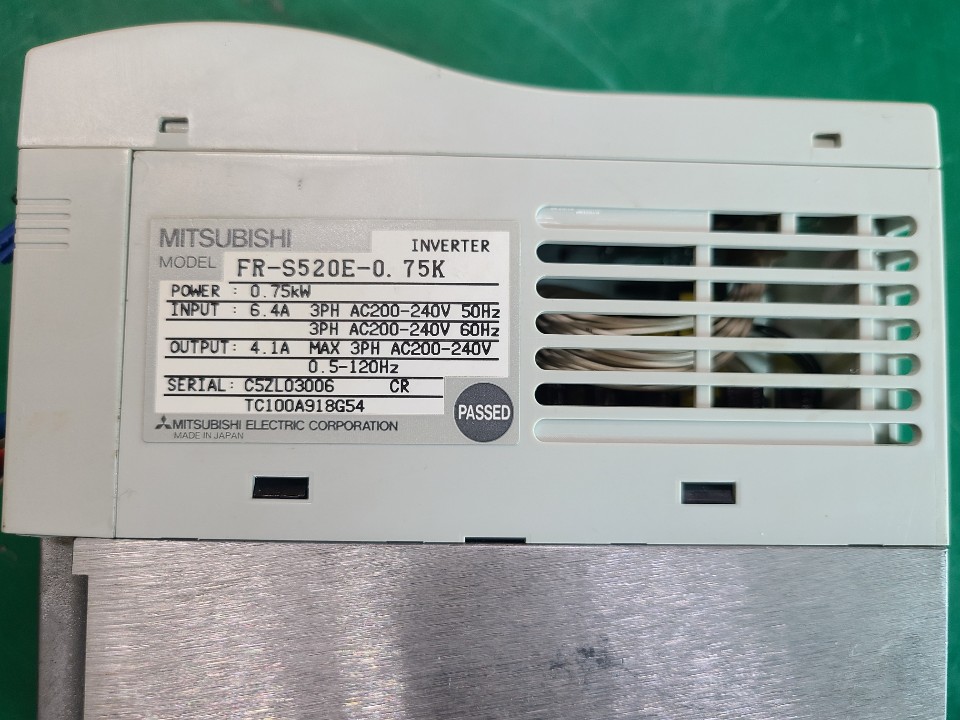 MITSUBISHI
INVERTER
MODEL FR-S520E-0.75K
POWER : 0.75kW
INPUT : 6.4A 3PH AC200-240V 50Hz
3PH AC200-240V 60Hz
OUTPUT: 4.1A MAX 3PH AC200-240V
0.5-120Hz
SERIAL: C5ZL03006 CR
TC100A918G54
PASSED
MITSUBISHI ELECTRIC CORPORATION
MADE IN JAPAN